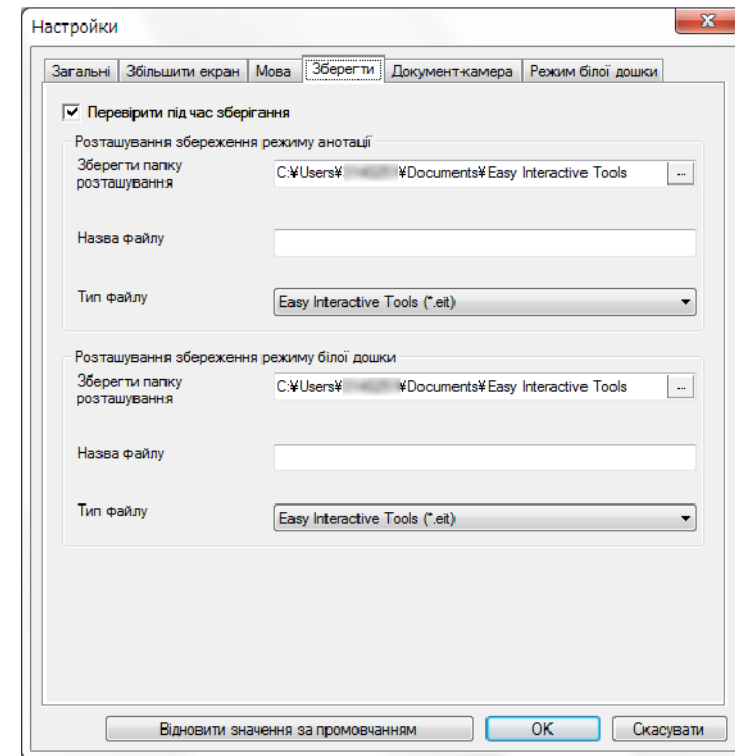 Настройки
Загальні Збільшити екран Мова Зберегти Документ-камера Режим білої дошки
Перевірити під час зберігання
Розташування збереження режиму анотації
Зберегти папку
розташування
C:¥Users¥ ¥Documents¥Easy Interactive Tools ...
Назва файлу
Тип файлу Easy Interactive Tools (*.eit)
Розташування збереження режиму білої дошки
Зберегти папку
розташування
C:¥Users¥ ¥Documents¥Easy Interactive Tools ...
Назва файлу
Тип файлу Easy Interactive Tools (*.eit)
Відновити значення за промовчанням OK Скасувати